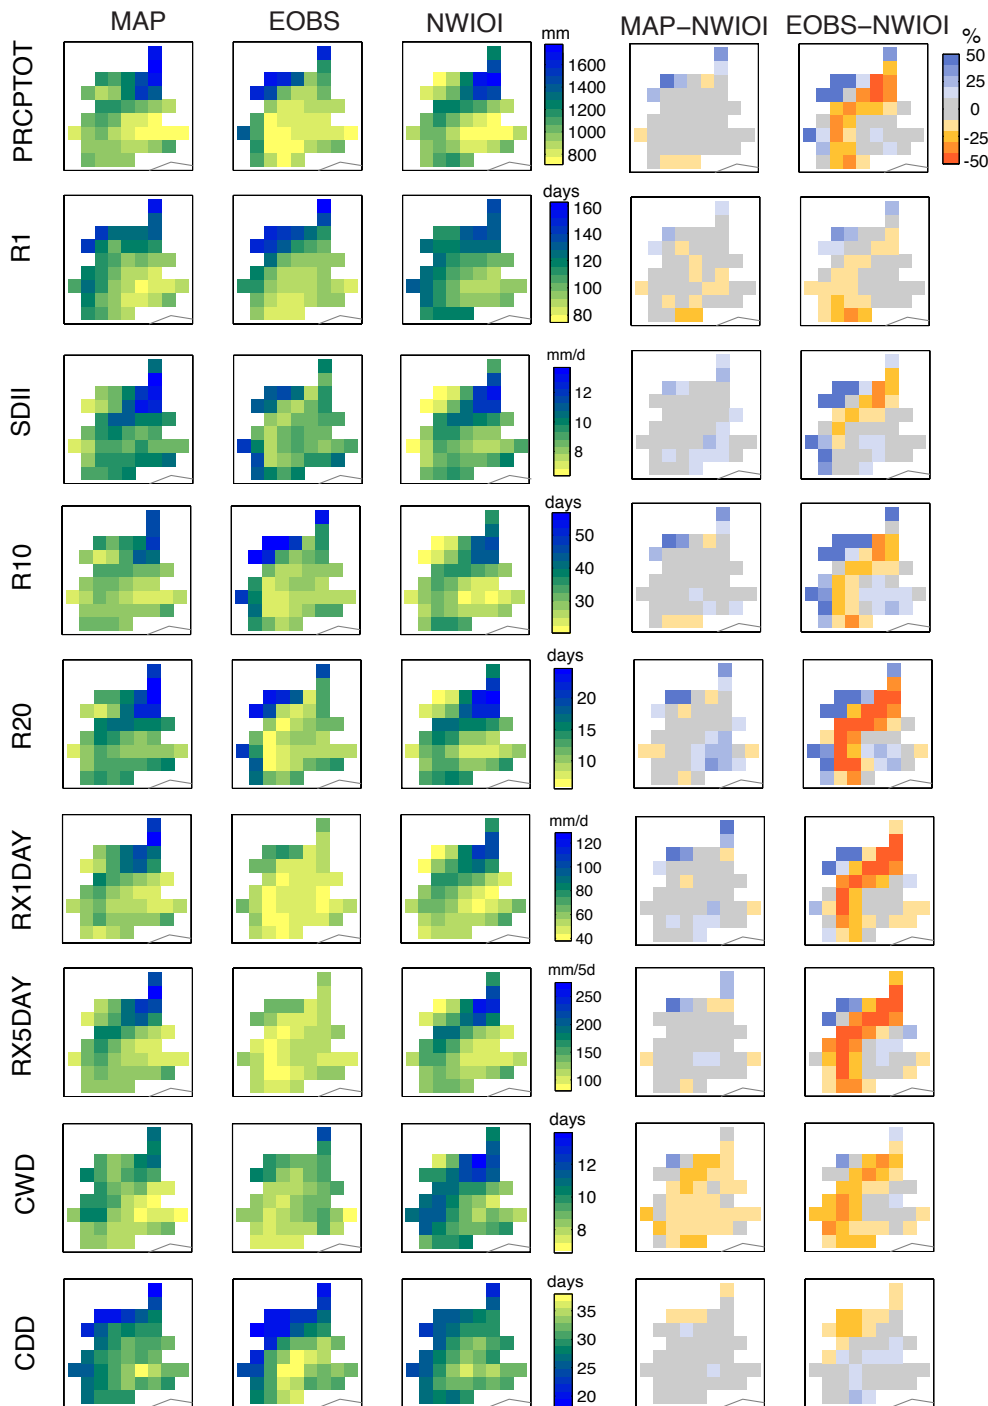 MAP EOBS NWIOI MAP−NWIOI EOBS−NWIOI
PRCPTOT
mm
1600
1400
1200
1000
800
%
50
25
0
-25
-50
R1
days
160
140
120
100
80
SDII
mm/d
12
10
8
R10
days
50
40
30
R20
days
20
15
10
RX1DAY
mm/d
120
100
80
60
40
RX5DAY
mm/5d
250
200
150
100
CWD
days
12
10
8
CDD
days
35
30
25
20